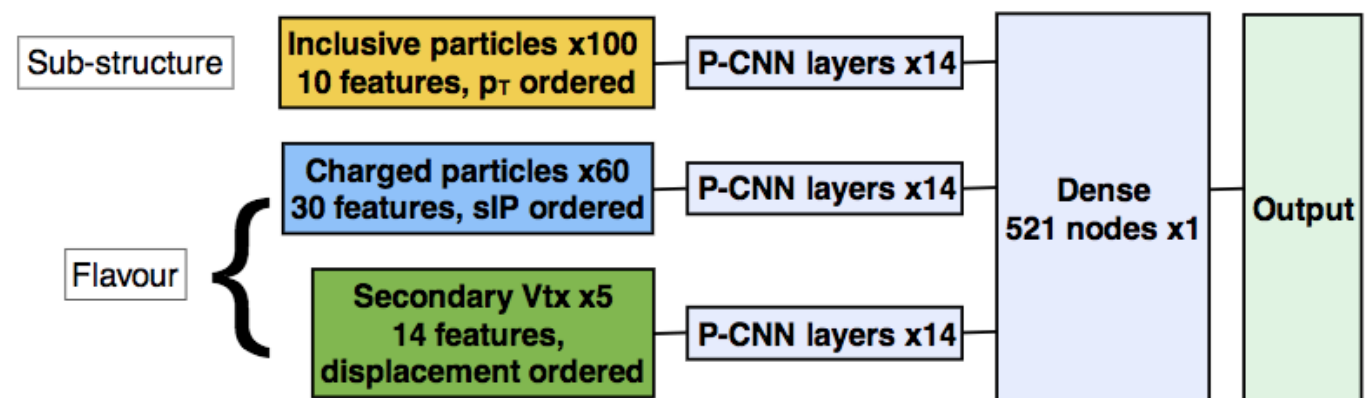 Sub-structure
Inclusive particles x100
10 features, pT ordered
P-CNN layers x14
Flavour
Charged particles x60
30 features, sIP ordered
P-CNN layers x14
Secondary Vtx x5
14 features,
displacement ordered
P-CNN layers x14
Dense
521 nodes x1
Output